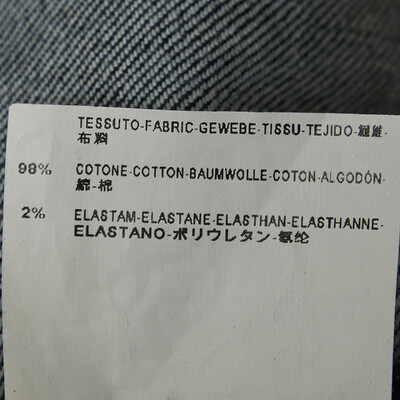 TESSUTO-FABRIC-GEWEBE-TISSU-TEJIDO-繊維-
布料
98% COTONE-COTTON-BAUMWOLLE-COTON-ALGODÓN-
綿-棉
2% ELASTAM-ELASTANE-ELASTHAN-ELASTHANNE-
ELASTANO-ポリウレタン-氨纶